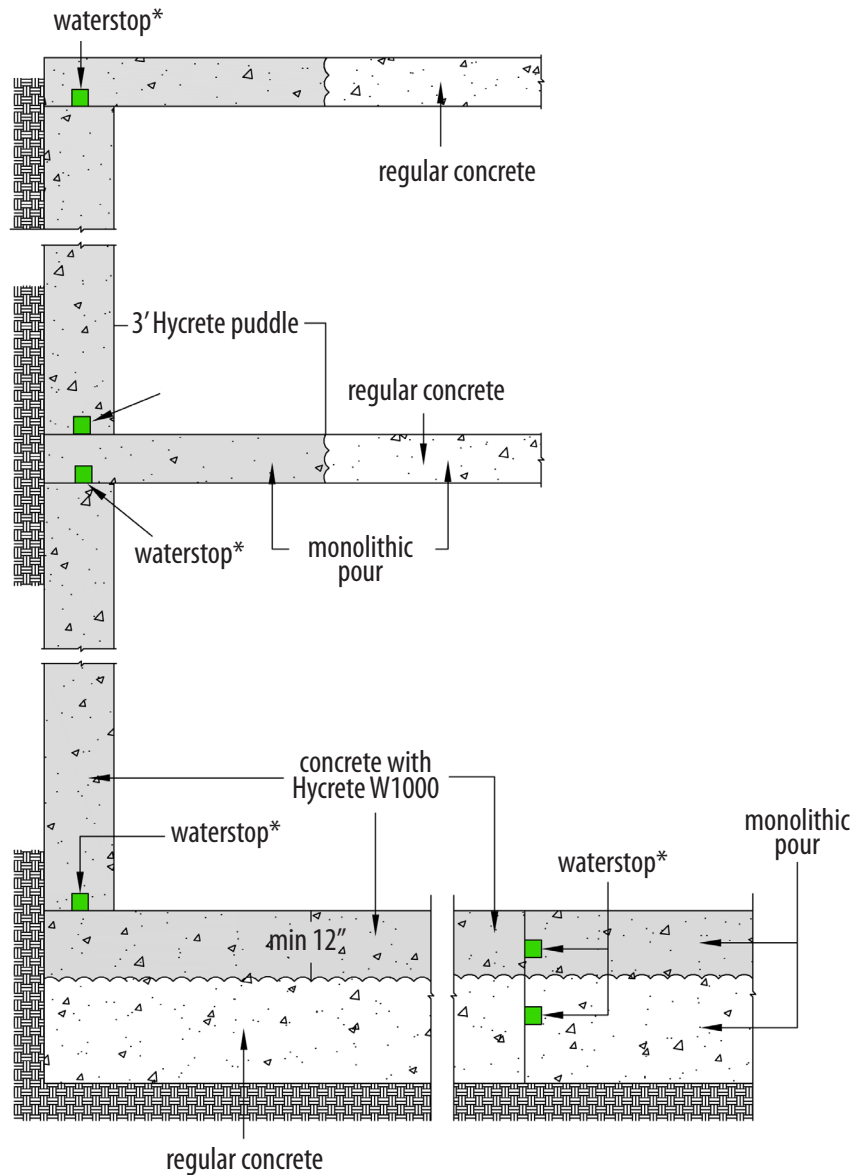 waterstop*
regular concrete
3’ Hycrete puddle
regular concrete
waterstop*
monolithic
pour
concrete with
Hycrete W1000
waterstop*
monolithic
pour
waterstop*
min 12”
regular concrete